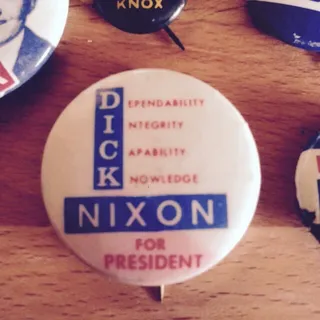 KNOX
DEPENDABILITY
INTEGRITY
CAPABILITY
KNOWLEDGE
NIXON
FOR
PRESIDENT